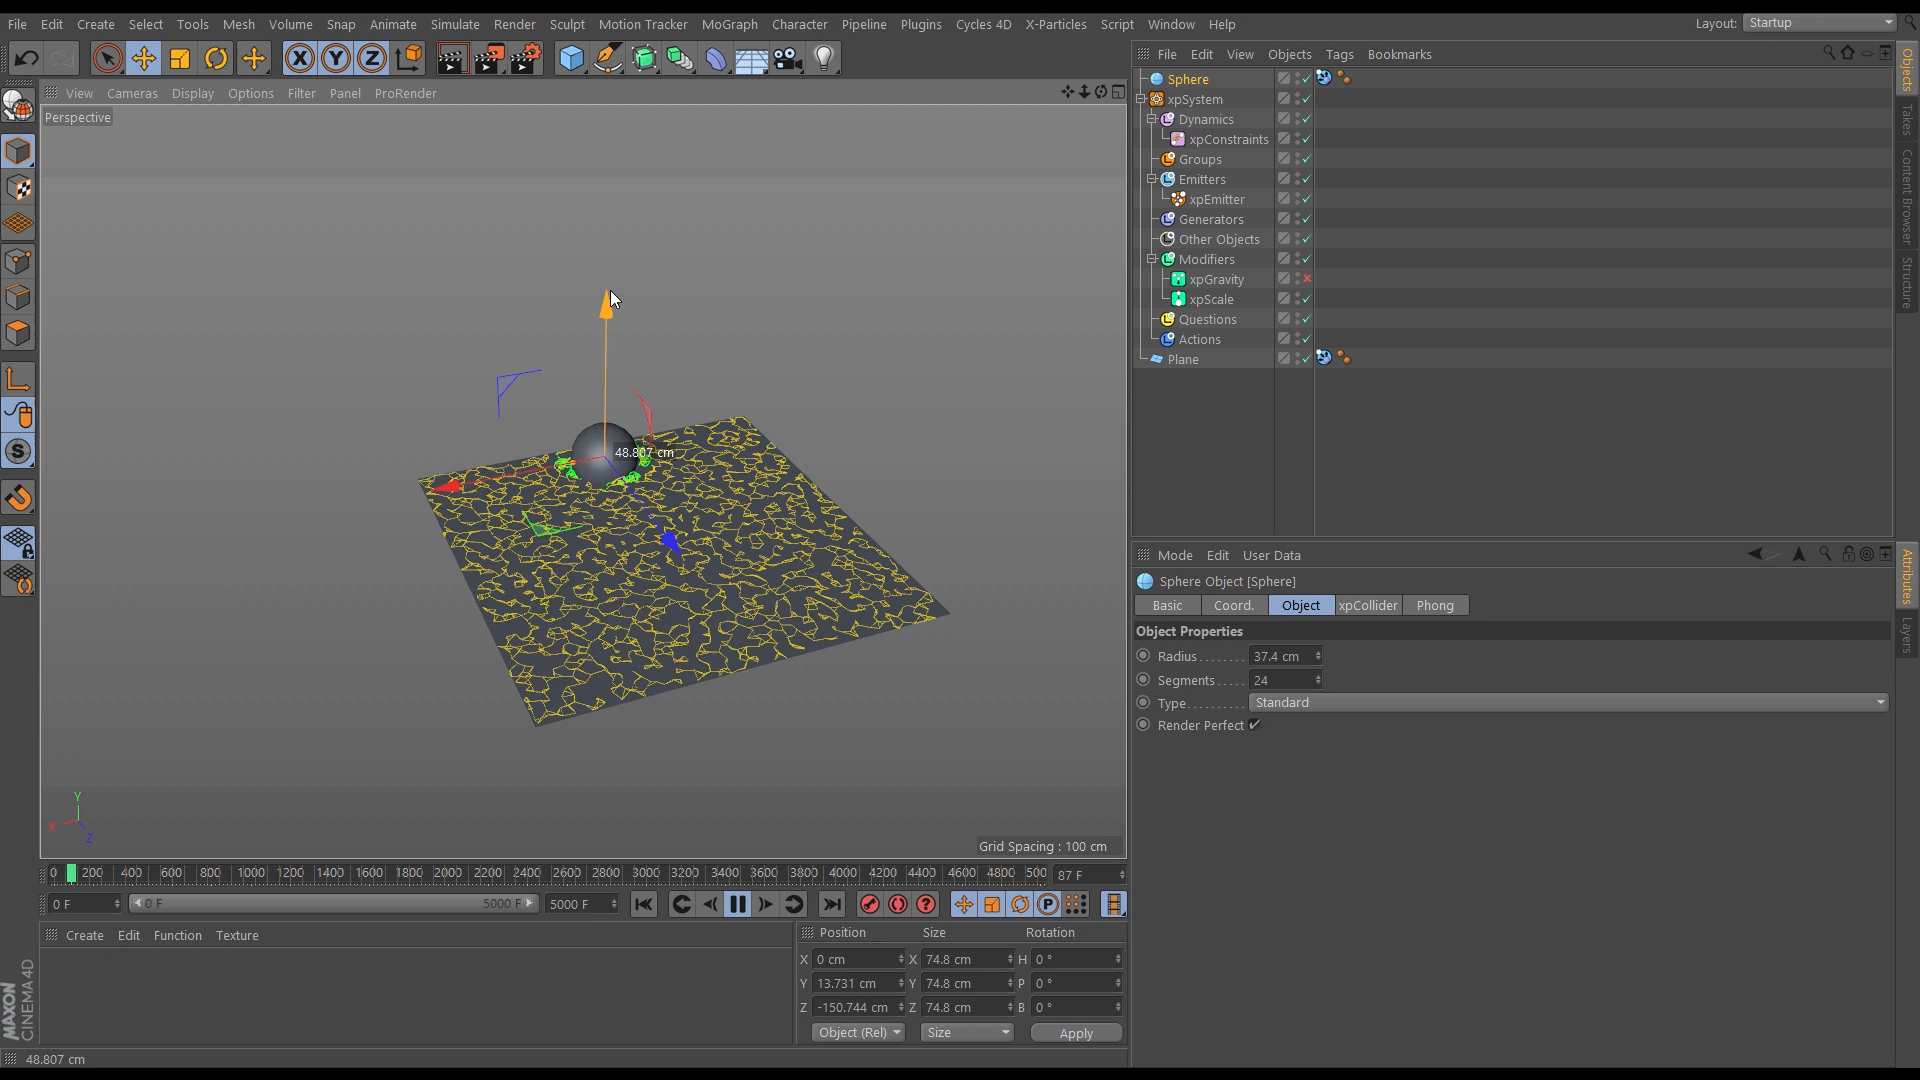 File Edit Create Select Tools Mesh Volume Snap Animate Simulate Render Sculpt Motion Tracker MoGraph Character Pipeline Plugins Cycles 4D X-Particles Script Window Help Layout: Startup
View Cameras Display Options Filter Panel ProRender
Perspective
48.807 cm
Y
X
Z
Grid Spacing : 100 cm
0 200 400 600 800 1000 1200 1400 1600 1800 2000 2200 2400 2600 2800 3000 3200 3400 3600 3800 4000 4200 4400 4600 4800 500 87 F
0 F 0 F 5000 F 5000 F
Create Edit Function Texture
Position Size Rotation
X 0 cm X 74.8 cm H 0 °
Y 13.731 cm Y 74.8 cm P 0 °
Z -150.744 cm Z 74.8 cm B 0 °
Object (Rel) Size Apply
MAXON
CINEMA 4D
48.807 cm
File Edit View Objects Tags Bookmarks
Sphere
xpSystem
Dynamics
xpConstraints
Groups
Emitters
xpEmitter
Generators
Other Objects
Modifiers
xpGravity
xpScale
Questions
Actions
Plane
Mode Edit User Data
Sphere Object [Sphere]
Basic Coord. Object xpCollider Phong
Object Properties
Radius........ 37.4 cm
Segments..... 24
Type.......... Standard
Render Perfect
Objects
Takes
Content Browser
Structure
Attributes
Layers